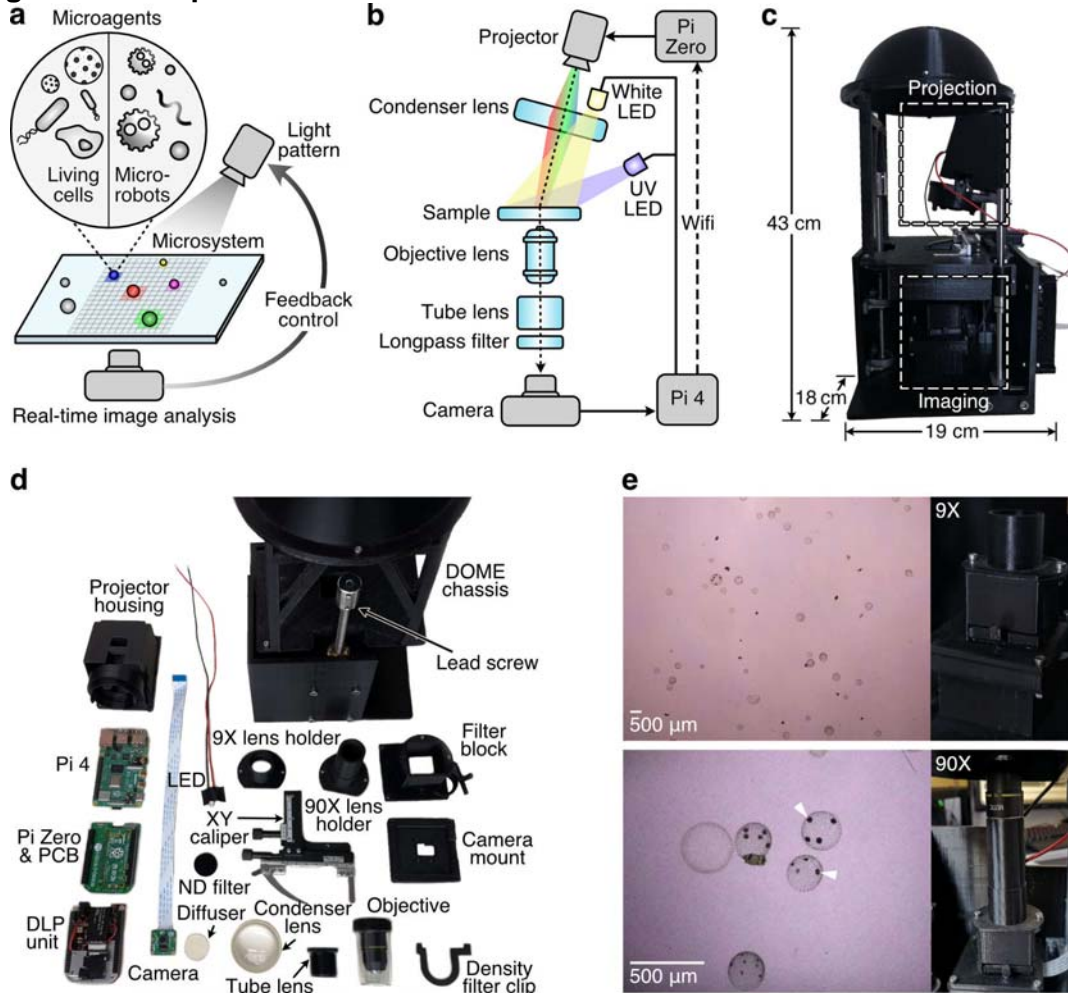 a
Microagents
Living
cells
Micro-
robots
Light
pattern
Microsystem
Feedback
control
Real-time image analysis
b
Projector
Pi
Zero
Condenser lens
White
LED
UV
LED
Sample
Wifi
Objective lens
Tube lens
Longpass filter
Camera
Pi 4
c
Projection
43 cm
Imaging
18 cm
19 cm
d
Projector
housing
DOME
chassis
Lead screw
Pi 4
LED
9X lens holder
Filter
block
XY
caliper
90X lens
holder
Pi Zero
& PCB
Camera
mount
ND filter
Diffuser
Condenser
lens
Objective
DLP
unit
Camera
Tube lens
Density
filter clip
e
9X
500 µm
90X
500 µm